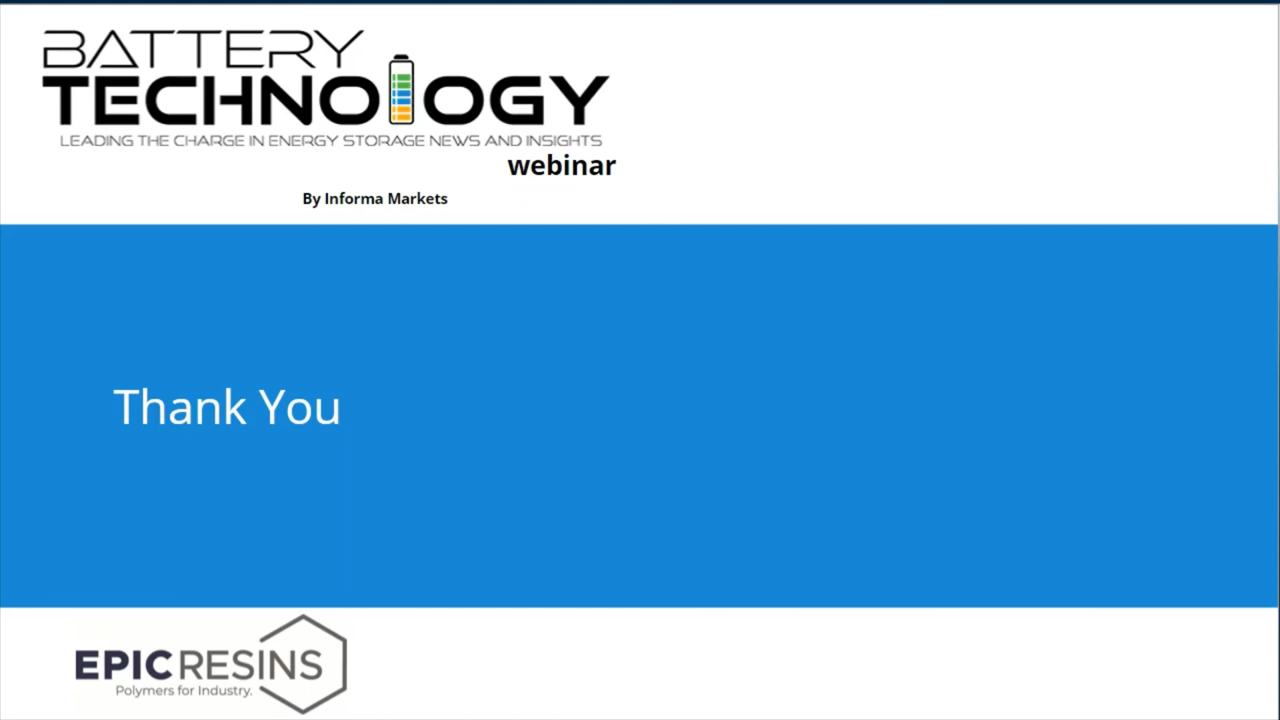 BATTERY
TECHNOLOGY
LEADING THE CHARGE IN ENERGY STORAGE NEWS AND INSIGHTS
webinar
By Informa Markets
Thank You
EPIC RESINS
Polymers for Industry.